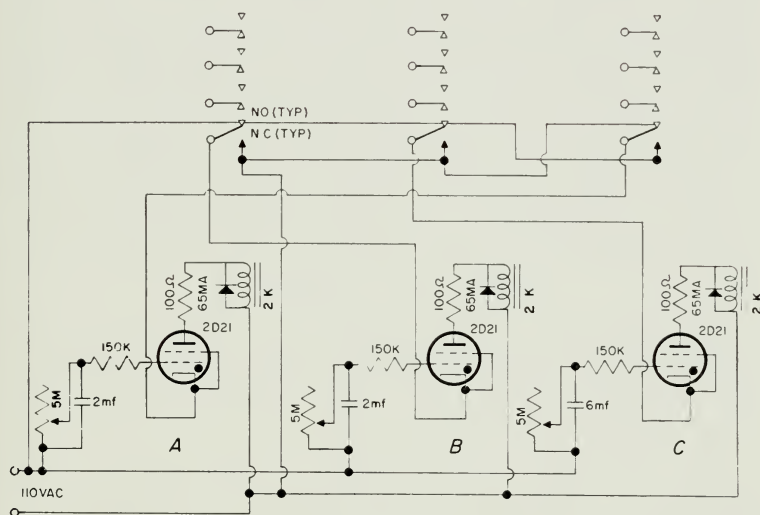 NO (TYP)
NC (TYP)
100Ω
65MA
2 K
2D21
150K
5M
2mf
A
100Ω
65MA
2 K
2D21
150K
5M
2mf
B
100Ω
65MA
2 K
2D21
150K
5M
6mf
C
110VAC